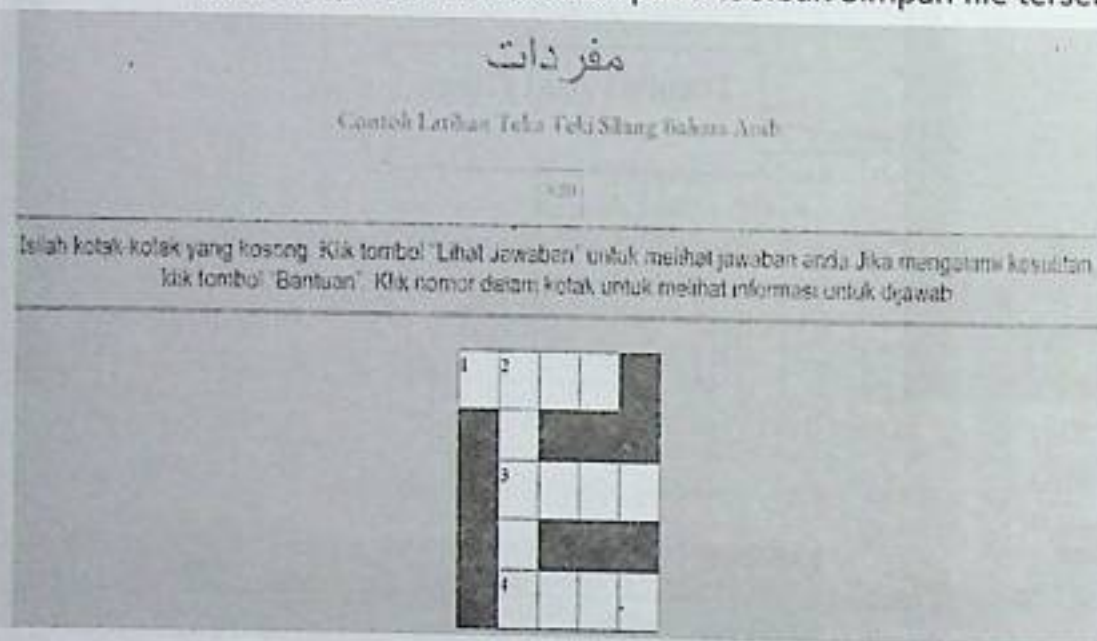 simpan file
مفردات
Contoh Latihan Teka Teki Silang Bahasa Arab
Isilah kotak-kotak yang kosong. Klik tombol "Lihat Jawaban" untuk melihat jawaban anda Jika mengalami kesulitan
klik tombol "Bantuan". Klik nomor dalam kotak untuk melihat informasi untuk dijawab
1 2
3
4